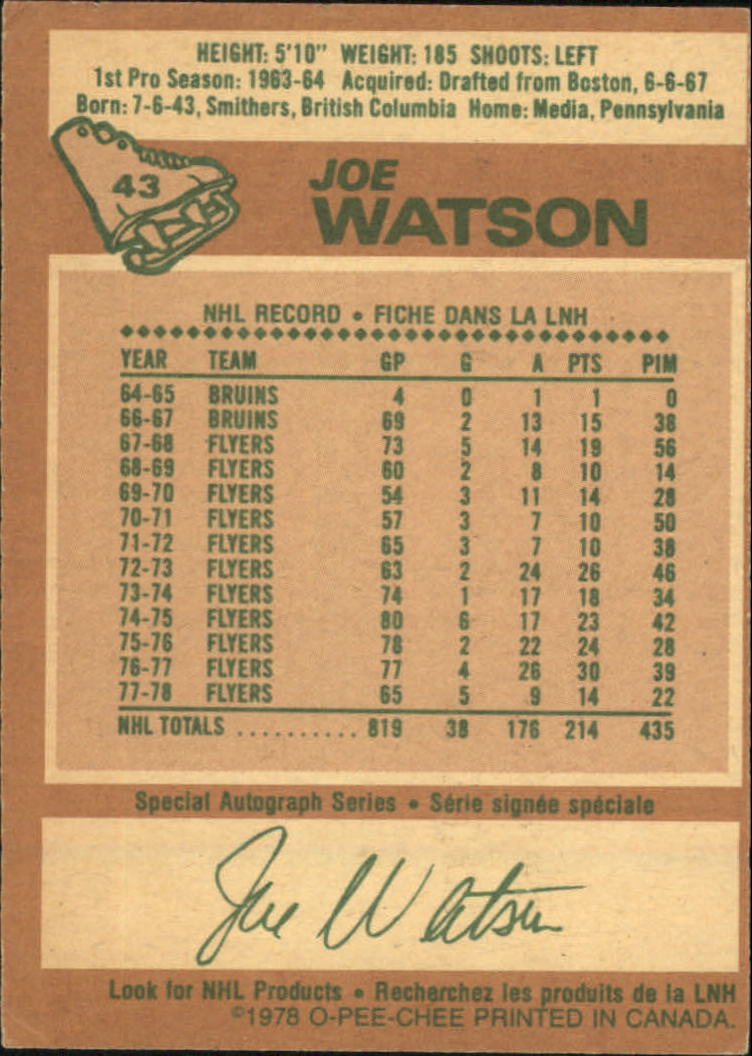 HEIGHT: 5'10" WEIGHT: 185 SHOOTS: LEFT
1st Pro Season: 1963-64 Acquired: Drafted from Boston, 6-6-67
Born: 7-6-43, Smithers, British Columbia Home: Media, Pennsylvania
43
JOE
WATSON
NHL RECORD • FICHE DANS LA LNH
YEAR TEAM GP G A PTS PIM
64-65 BRUINS 4 0 1 1 0
66-67 BRUINS 69 2 13 15 38
67-68 FLYERS 73 5 14 19 56
68-69 FLYERS 60 2 8 10 14
69-70 FLYERS 54 3 11 14 28
70-71 FLYERS 57 3 7 10 50
71-72 FLYERS 65 3 7 10 38
72-73 FLYERS 63 2 24 26 46
73-74 FLYERS 74 1 17 18 34
74-75 FLYERS 80 6 17 23 42
75-76 FLYERS 78 2 22 24 28
76-77 FLYERS 77 4 26 30 39
77-78 FLYERS 65 5 9 14 22
NHL TOTALS .......... 819 38 176 214 435
Special Autograph Series • Série signée spéciale
Joe Watson
Look for NHL Products • Recherchez les produits de la LNH
©1978 O-PEE-CHEE PRINTED IN CANADA.